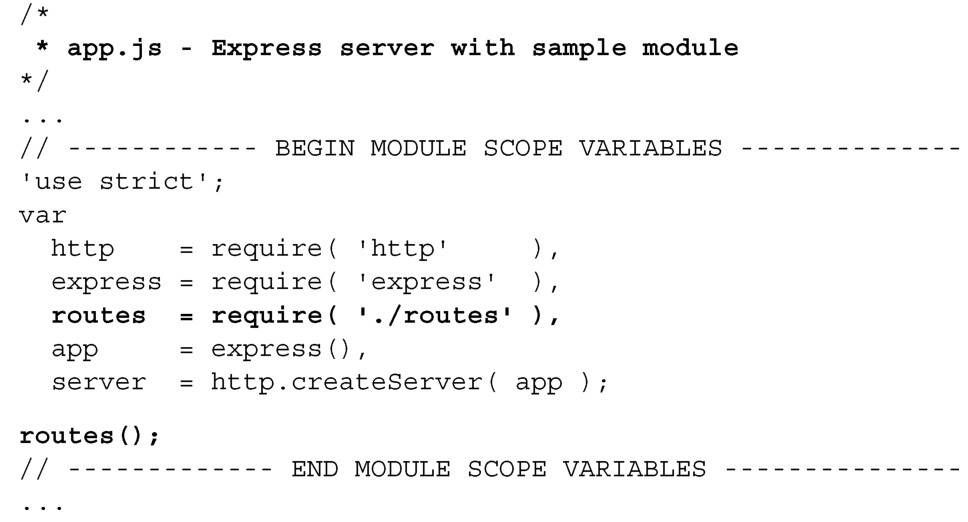 /*
 * app.js - Express server with sample module
*/
...
// ------------ BEGIN MODULE SCOPE VARIABLES --------------
'use strict';
var
  http    = require( 'http'     ),
  express = require( 'express'  ),
  routes  = require( './routes' ),
  app     = express(),
  server  = http.createServer( app );

routes();
// ------------- END MODULE SCOPE VARIABLES ---------------
...